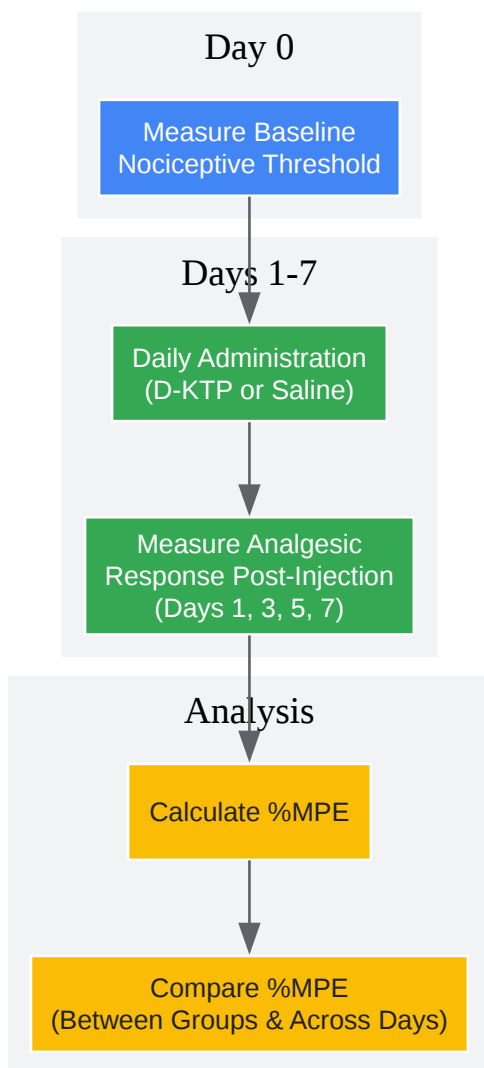 Day 0
Measure Baseline
Nociceptive Threshold
Days 1-7
Daily Administration
(D-KTP or Saline)
Measure Analgesic
Response Post-Injection
(Days 1, 3, 5, 7)
Analysis
Calculate %MPE
Compare %MPE
(Between Groups & Across Days)